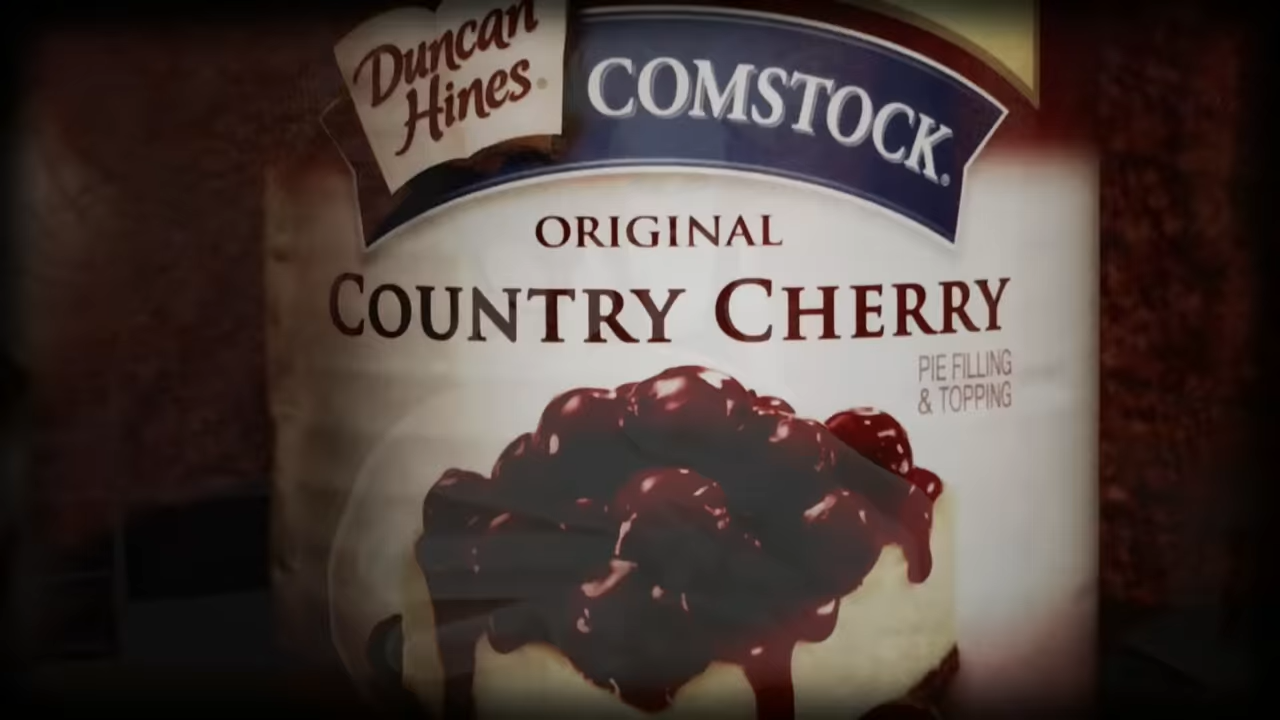 Duncan
Hines®
COMSTOCK®
ORIGINAL
COUNTRY CHERRY
PIE FILLING
& TOPPING